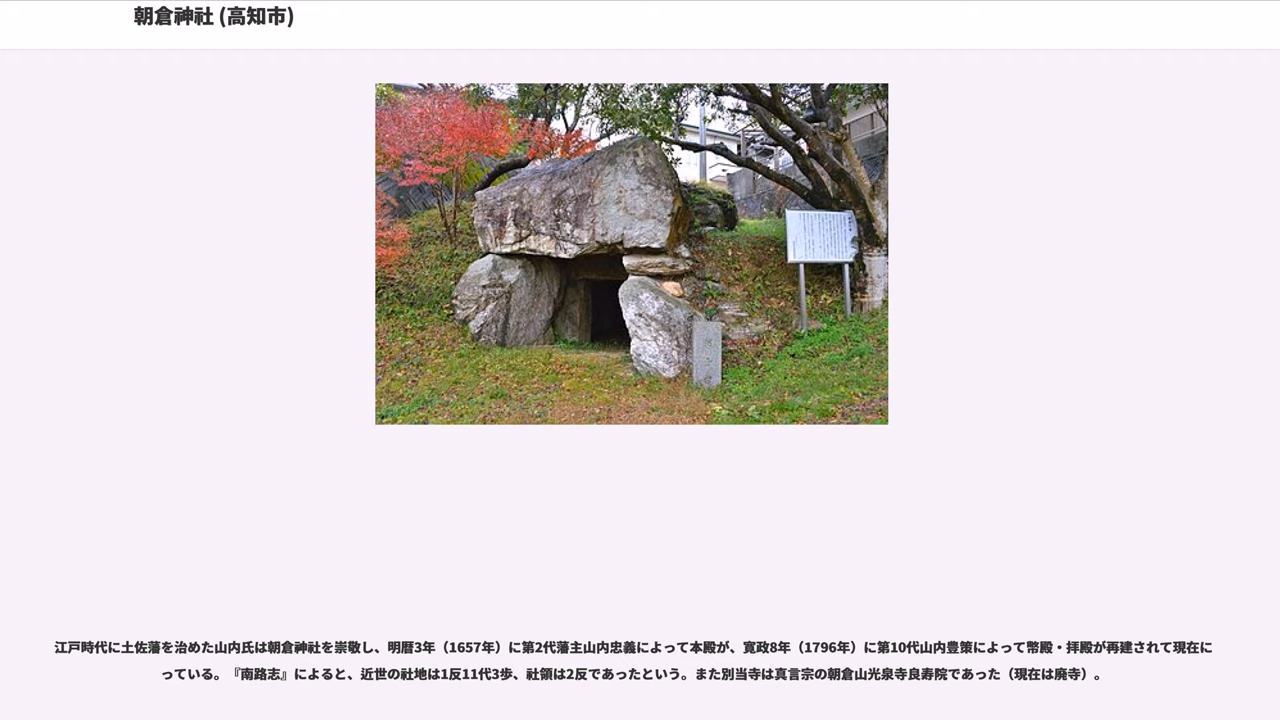 朝倉神社 (高知市)
江戸時代に土佐藩を治めた山内氏は朝倉神社を崇敬し、明暦3年（1657年）に第2代藩主山内忠義によって本殿が、寛政8年（1796年）に第10代山内豊策によって幣殿・拝殿が再建されて現在に
っている。『南路志』によると、近世の社地は1反11代3歩、社領は2反であったという。また別当寺は真言宗の朝倉山光泉寺良寿院であった（現在は廃寺）。